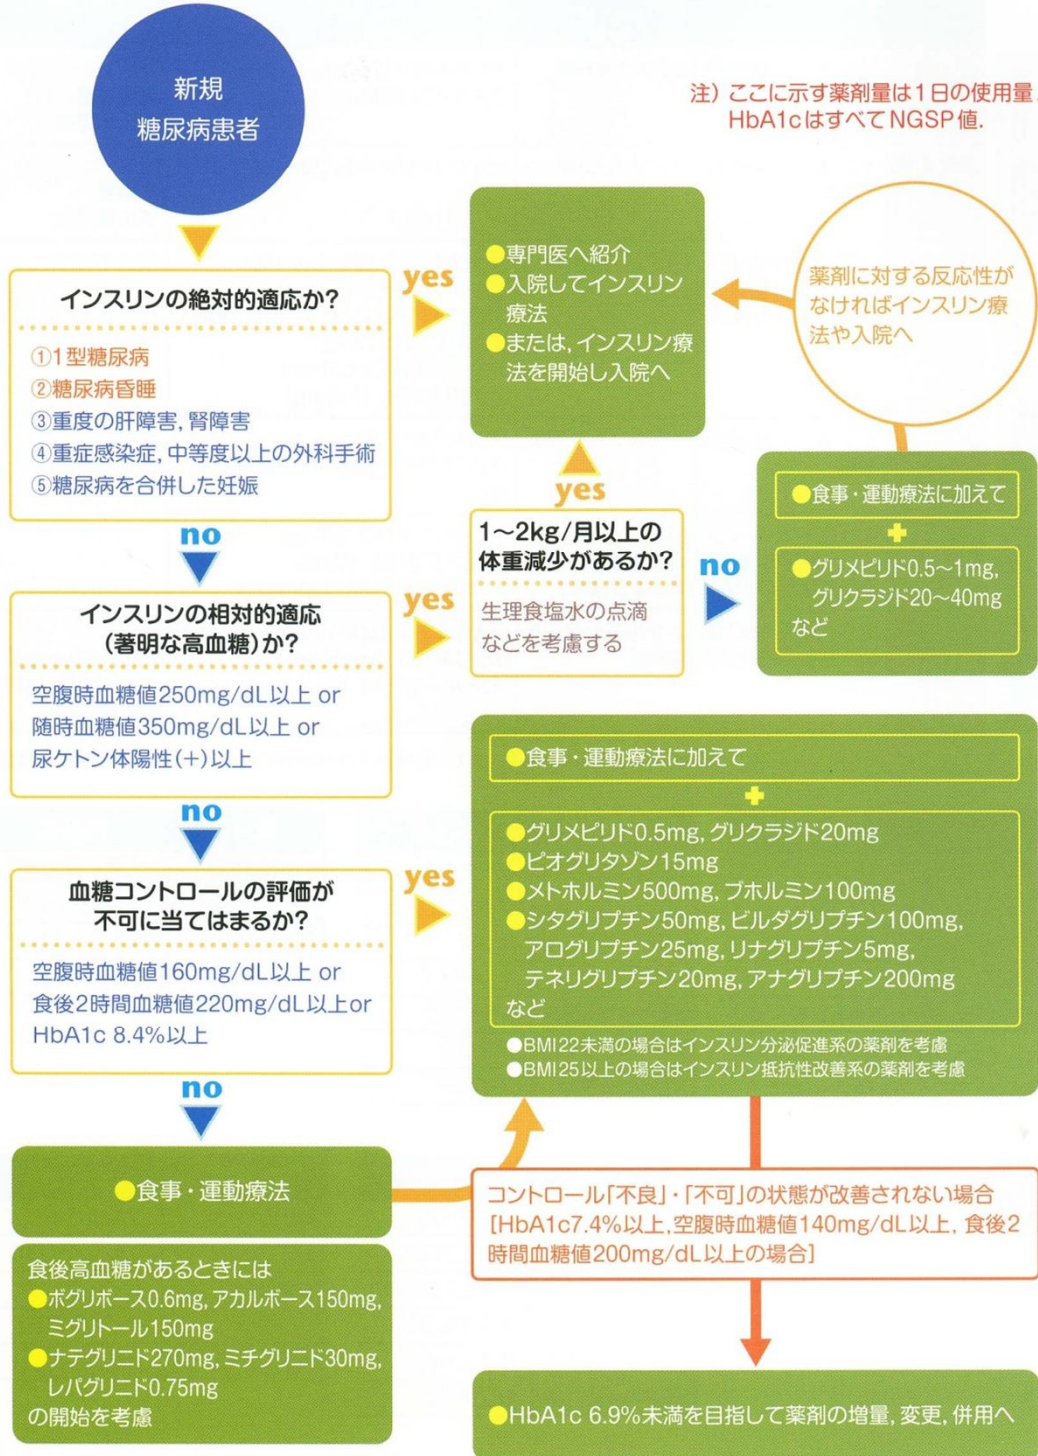 新規
糖尿病患者
注) ここに示す薬剤量は1日の使用量.
HbA1cはすべてNGSP値.
インスリンの絶対的適応か?
①1型糖尿病
②糖尿病昏睡
③重度の肝障害, 腎障害
④重症感染症, 中等度以上の外科手術
⑤糖尿病を合併した妊娠
yes
●専門医へ紹介
●入院してインスリン
療法
●または, インスリン療
法を開始し入院へ
薬剤に対する反応性が
なければインスリン療
法や入院へ
no
インスリンの相対的適応
(著明な高血糖)か?
空腹時血糖値250mg/dL以上 or
随時血糖値350mg/dL以上 or
尿ケトン体陽性(+)以上
yes
yes
1〜2kg/月以上の
体重減少があるか?
生理食塩水の点滴
などを考慮する
no
●食事・運動療法に加えて
+
●グリメピリド0.5〜1mg,
グリクラジド20〜40mg
など
no
血糖コントロールの評価が
不可に当てはまるか?
空腹時血糖値160mg/dL以上 or
食後2時間血糖値220mg/dL以上or
HbA1c 8.4%以上
yes
●食事・運動療法に加えて
+
●グリメピリド0.5mg, グリクラジド20mg
●ピオグリタゾン15mg
●メトホルミン500mg, ブホルミン100mg
●シタグリプチン50mg, ビルダグリプチン100mg,
アログリプチン25mg, リナグリプチン5mg,
テネリグリプチン20mg, アナグリプチン200mg
など
●BMI22未満の場合はインスリン分泌促進系の薬剤を考慮
●BMI25以上の場合はインスリン抵抗性改善系の薬剤を考慮
no
●食事・運動療法
食後高血糖があるときには
●ボグリボース0.6mg, アカルボース150mg,
ミグリトール150mg
●ナテグリニド270mg, ミチグリニド30mg,
レパグリニド0.75mg
の開始を考慮
コントロール「不良」・「不可」の状態が改善されない場合
[HbA1c7.4%以上, 空腹時血糖値140mg/dL以上, 食後2
時間血糖値200mg/dL以上の場合]
●HbA1c 6.9%未満を目指して薬剤の増量, 変更, 併用へ